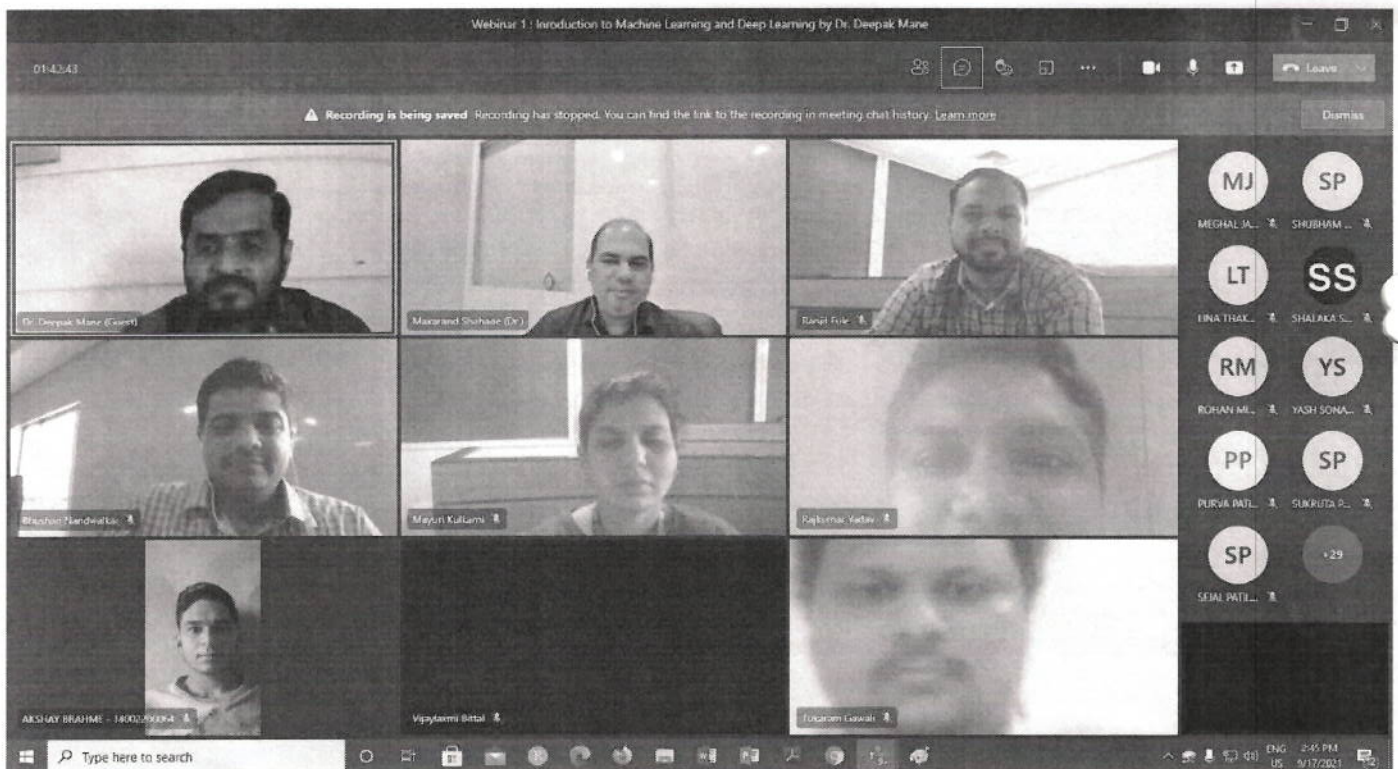 Webinar 1 : Inroduction to Machine Learning and Deep Learning by Dr. Deepak Mane
01:42:43
Leave
Recording is being saved Recording has stopped. You can find the link to the recording in meeting chat history. Learn more
Dismiss
Dr. Deepak Mane (Guest)
Makarand Shahade (Dr.)
MJ
SP
MEGHAL JA...
SHUBHAM ...
LT
SS
LINA THAK...
SHALAKA S...
Bhushan Nandwalkar
Mayuri Kulkarni
Rajkumar Yadav
RM
YS
ROHAN MI...
YASH SONA...
PP
SP
PURVA PATI...
SUKRUTA P...
SP
+29
SEJAL PATIL...
AKSHAY BRAHME -
Vijaylaxmi Bittal
Tukaram Gawali
Type here to search
ENG
US
2:45 PM
9/17/2021